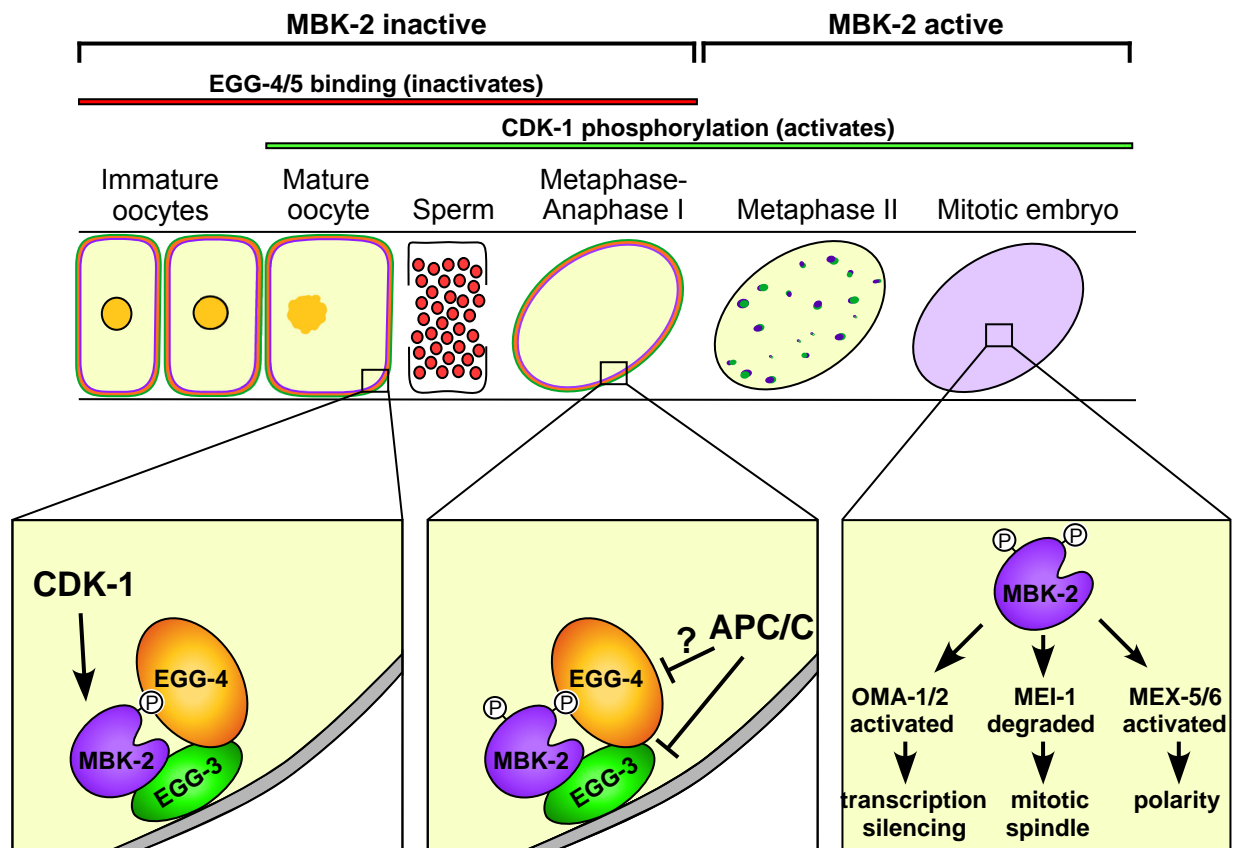 MBK-2 inactive
MBK-2 active
EGG-4/5 binding (inactivates)
CDK-1 phosphorylation (activates)
Immature
oocytes
Mature
oocyte
Sperm
Metaphase-
Anaphase I
Metaphase II
Mitotic embryo
CDK-1
EGG-4
P
MBK-2
EGG-3
?
APC/C
EGG-4
P
P
MBK-2
EGG-3
P
P
MBK-2
OMA-1/2
activated
MEI-1
degraded
MEX-5/6
activated
transcription
silencing
mitotic
spindle
polarity